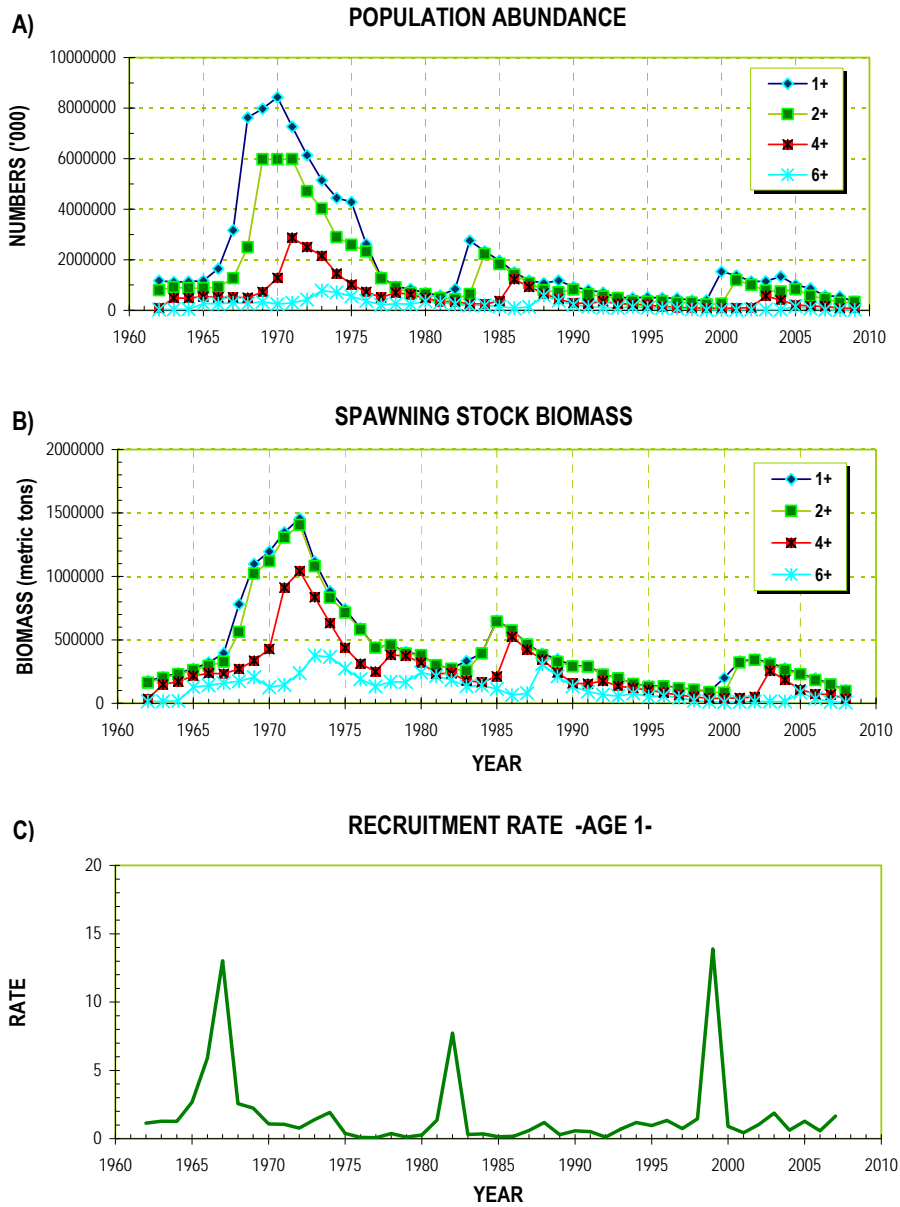 A)
POPULATION ABUNDANCE
NUMBERS ('000)
10000000
8000000
6000000
4000000
2000000
0
1+
2+
4+
6+
1960 1965 1970 1975 1980 1985 1990 1995 2000 2005 2010
B)
SPAWNING STOCK BIOMASS
BIOMASS (metric tons)
2000000
1500000
1000000
500000
0
1+
2+
4+
6+
1960 1965 1970 1975 1980 1985 1990 1995 2000 2005 2010
YEAR
C)
RECRUITMENT RATE -AGE 1-
RATE
20
15
10
5
0
1960 1965 1970 1975 1980 1985 1990 1995 2000 2005 2010
YEAR